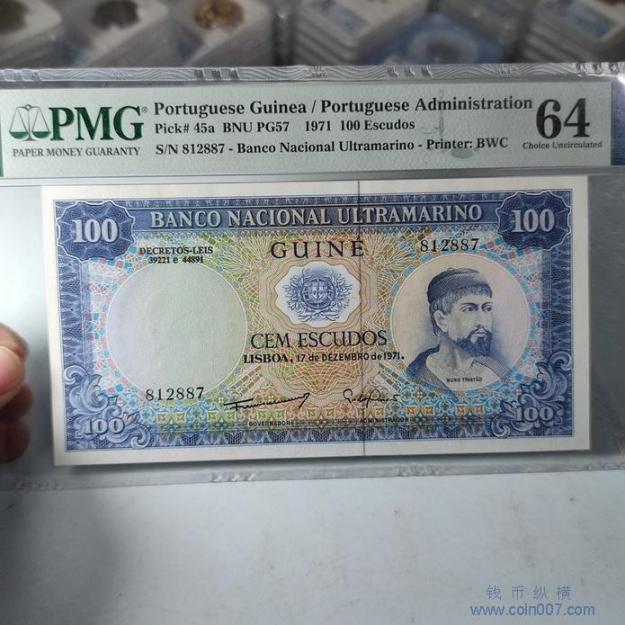 PMG®
PAPER MONEY GUARANTY
Portuguese Guinea / Portuguese Administration
Pick# 45a BNU PG57 1971 100 Escudos
S/N 812887 - Banco Nacional Ultramarino - Printer: BWC
64
Choice Uncirculated
BANCO NACIONAL ULTRAMARINO
100
100
DECRETOS-LEIS
39221 e 44891
GUINÉ
812887
CEM ESCUDOS
LISBOA, 17 de DEZEMBRO de 1971.
NUNO TRISTÃO
812887
100
GOVERNADOR
ADMINISTRADOR
100
钱币纵横
www.coin007.com